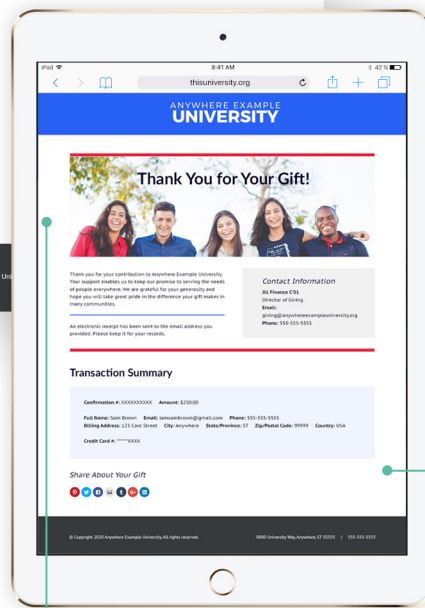 iPad 9:41 AM 42 %
thisuniversity.org
ANYWHERE EXAMPLE
UNIVERSITY
Thank You for Your Gift!
Thank you for your contribution to Anywhere Example University.
Your support enables us to keep our promise to serving the needs
of people everywhere. We are grateful for your generosity and
hope you will take great pride in the difference your gift makes in
many communities.
An electronic receipt has been sent to the email address you
provided. Please keep it for your records.
Contact Information
Jill Finance C'01
Director of Giving
Email:
giving@anywhereexampleuniversity.org
Phone: 555-555-5555
Transaction Summary
Confirmation #: XXXXXXXXXX Amount: $250.00
Full Name: Sam Brown Email: iamsambrown@gmail.com Phone: 555-555-5555
Billing Address: 123 Care Street City: Anywhere State/Province: ST Zip/Postal Code: 99999 Country: USA
Credit Card #: ******XXXX
Share About Your Gift
© Copyright 2020 Anywhere Example University. All rights reserved. 0000 University Way, Anywhere, ST 55555 | 555-555-5555
Uni